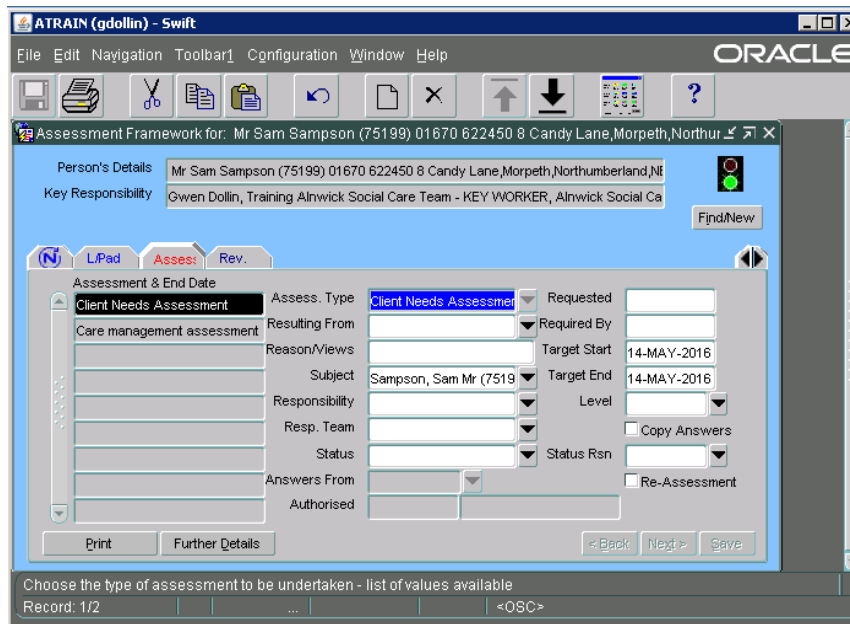 ATRAIN (gdollin) - Swift
File Edit Navigation Toolbar1 Configuration Window Help
ORACLE
?
Assessment Framework for: Mr Sam Sampson (75199) 01670 622450 8 Candy Lane,Morpeth,Northur
Person's Details Mr Sam Sampson (75199) 01670 622450 8 Candy Lane,Morpeth,Northumberland,NE
Key Responsibility Gwen Dollin, Training Alnwick Social Care Team - KEY WORKER, Alnwick Social Ca
Find/New
N L/Pad Assess Rev.
Assessment & End Date
Client Needs Assessment Assess. Type Client Needs Assessmer Requested
Care management assessment Resulting From Required By
Reason/Views Target Start 14-MAY-2016
Subject Sampson, Sam Mr (7519 Target End 14-MAY-2016
Responsibility Level
Resp. Team Copy Answers
Status Status Rsn
Answers From Re-Assessment
Authorised
Print Further Details < Back Next > Save
Choose the type of assessment to be undertaken - list of values available
Record: 1/2 ... <OSC>